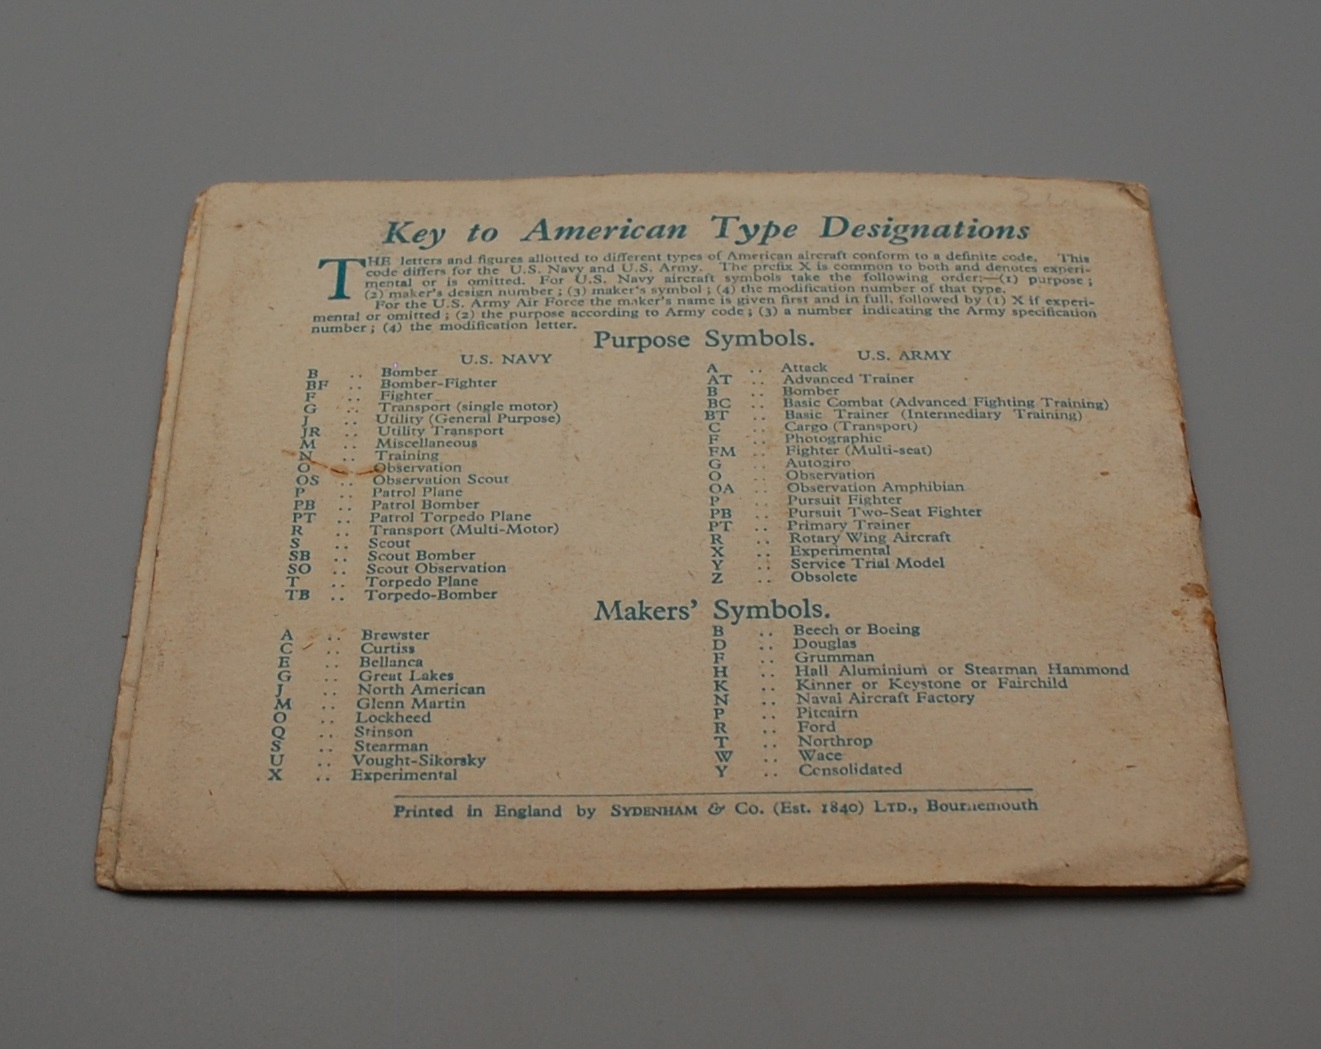 Key to American Type Designations
THE letters and figures allotted to different types of American aircraft conform to a definite code. This
code differs for the U.S. Navy and U.S. Army. The prefix X is common to both and denotes experi-
mental or is omitted. For U.S. Navy aircraft symbols take the following order:—(1) purpose;
(2) maker's design number; (3) maker's symbol; (4) the modification number of that type.
For the U.S. Army Air Force the maker's name is given first and in full, followed by (1) X if experi-
mental or omitted; (2) the purpose according to Army code; (3) a number indicating the Army specification
number; (4) the modification letter.
Purpose Symbols.
U.S. NAVY
B .. Bomber
BF .. Bomber-Fighter
F .. Fighter
G .. Transport (single motor)
J .. Utility (General Purpose)
JR .. Utility Transport
M .. Miscellaneous
N .. Training
O .. Observation
OS .. Observation Scout
P .. Patrol Plane
PB .. Patrol Bomber
PT .. Patrol Torpedo Plane
R .. Transport (Multi-Motor)
S .. Scout
SB .. Scout Bomber
SO .. Scout Observation
T .. Torpedo Plane
TB .. Torpedo-Bomber
U.S. ARMY
A .. Attack
AT .. Advanced Trainer
B .. Bomber
BC .. Basic Combat (Advanced Fighting Training)
BT .. Basic Trainer (Intermediary Training)
C .. Cargo (Transport)
F .. Photographic
FM .. Fighter (Multi-seat)
G .. Autogiro
O .. Observation
OA .. Observation Amphibian
P .. Pursuit Fighter
PB .. Pursuit Two-Seat Fighter
PT .. Primary Trainer
R .. Rotary Wing Aircraft
X .. Experimental
Y .. Service Trial Model
Z .. Obsolete
Makers' Symbols.
A .. Brewster
C .. Curtiss
E .. Bellanca
G .. Great Lakes
J .. North American
M .. Glenn Martin
O .. Lockheed
Q .. Stinson
S .. Stearman
U .. Vought-Sikorsky
X .. Experimental
B .. Beech or Boeing
D .. Douglas
F .. Grumman
H .. Hall Aluminium or Stearman Hammond
K .. Kinner or Keystone or Fairchild
N .. Naval Aircraft Factory
P .. Pitcairn
R .. Ford
T .. Northrop
W .. Wace
Y .. Consolidated
Printed in England by SYDENHAM & Co. (Est. 1840) LTD., Bournemouth